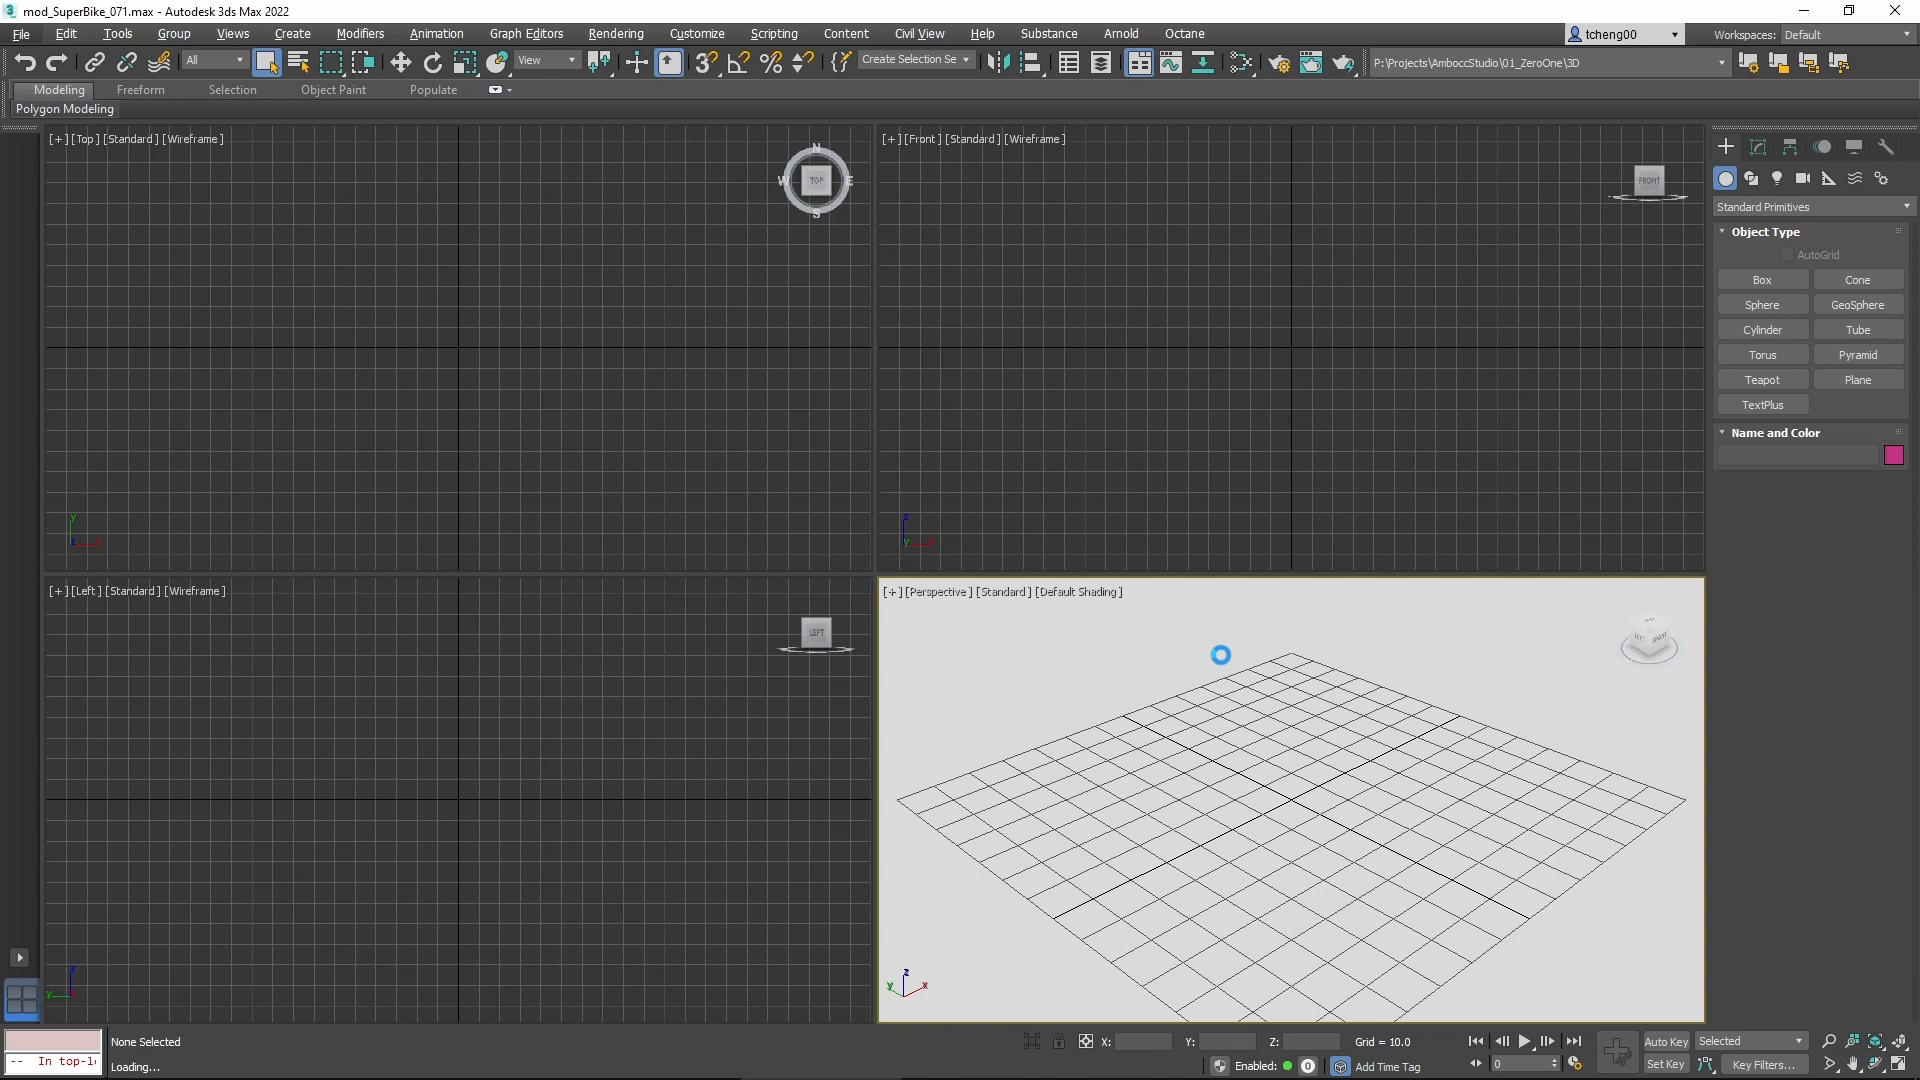 mod_SuperBike_071.max - Autodesk 3ds Max 2022
File Edit Tools Group Views Create Modifiers Animation Graph Editors Rendering Customize Scripting Content Civil View Help Substance Arnold Octane tcheng00 Workspaces: Default
All View Create Selection Se P:\Projects\AmboccStudio\01_ZeroOne\3D
Modeling Freeform Selection Object Paint Populate
Polygon Modeling
[+] [Top] [Standard] [Wireframe]
N
W TOP E
S
[+] [Front] [Standard] [Wireframe]
FRONT
y
z
z
y
[+] [Left] [Standard] [Wireframe]
LEFT
z
y
[+] [Perspective] [Standard] [Default Shading]
z
y x
Standard Primitives
Object Type
AutoGrid
Box Cone
Sphere GeoSphere
Cylinder Tube
Torus Pyramid
Teapot Plane
TextPlus
Name and Color
None Selected X: Y: Z: Grid = 10.0 Auto Key Selected
-- In top-l
Loading... Enabled: 0 Add Time Tag 0 Set Key Key Filters...